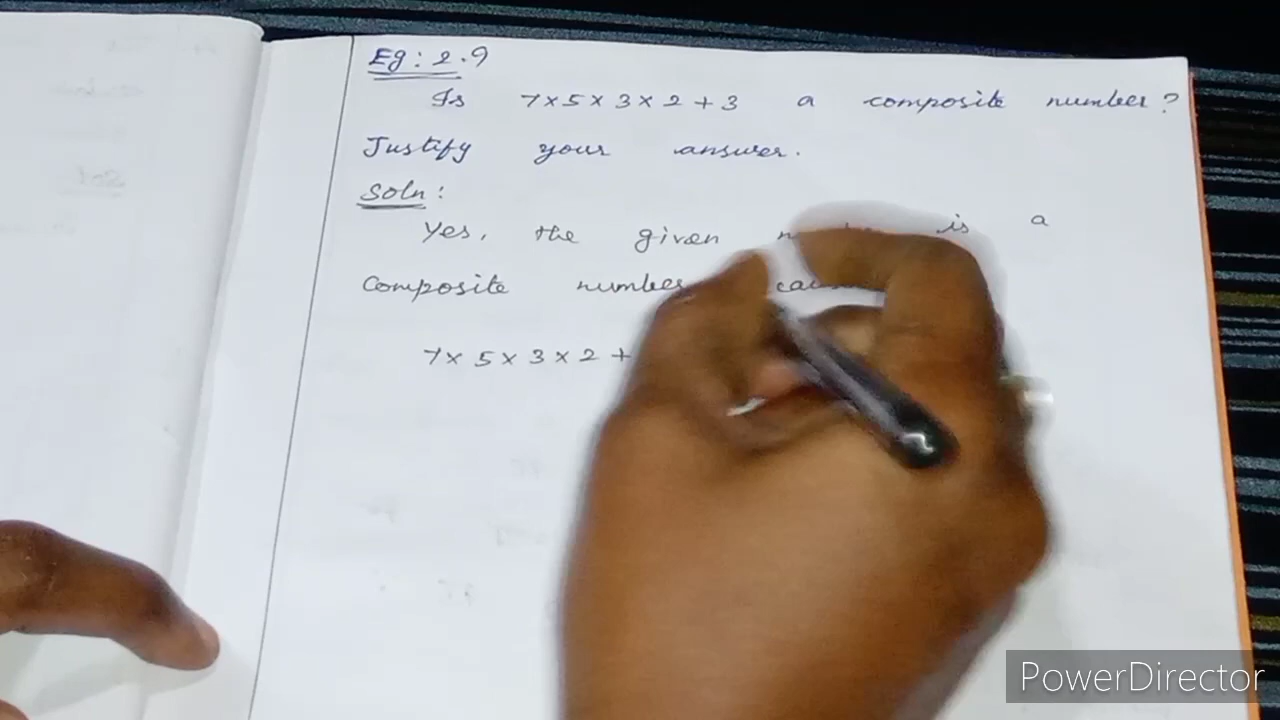 Eg: 2.9
Is 7×5×3×2+3 a composite number?
Justify your answer.
Soln:
Yes, the given is a
Composite number
7×5×3×2+
PowerDirector